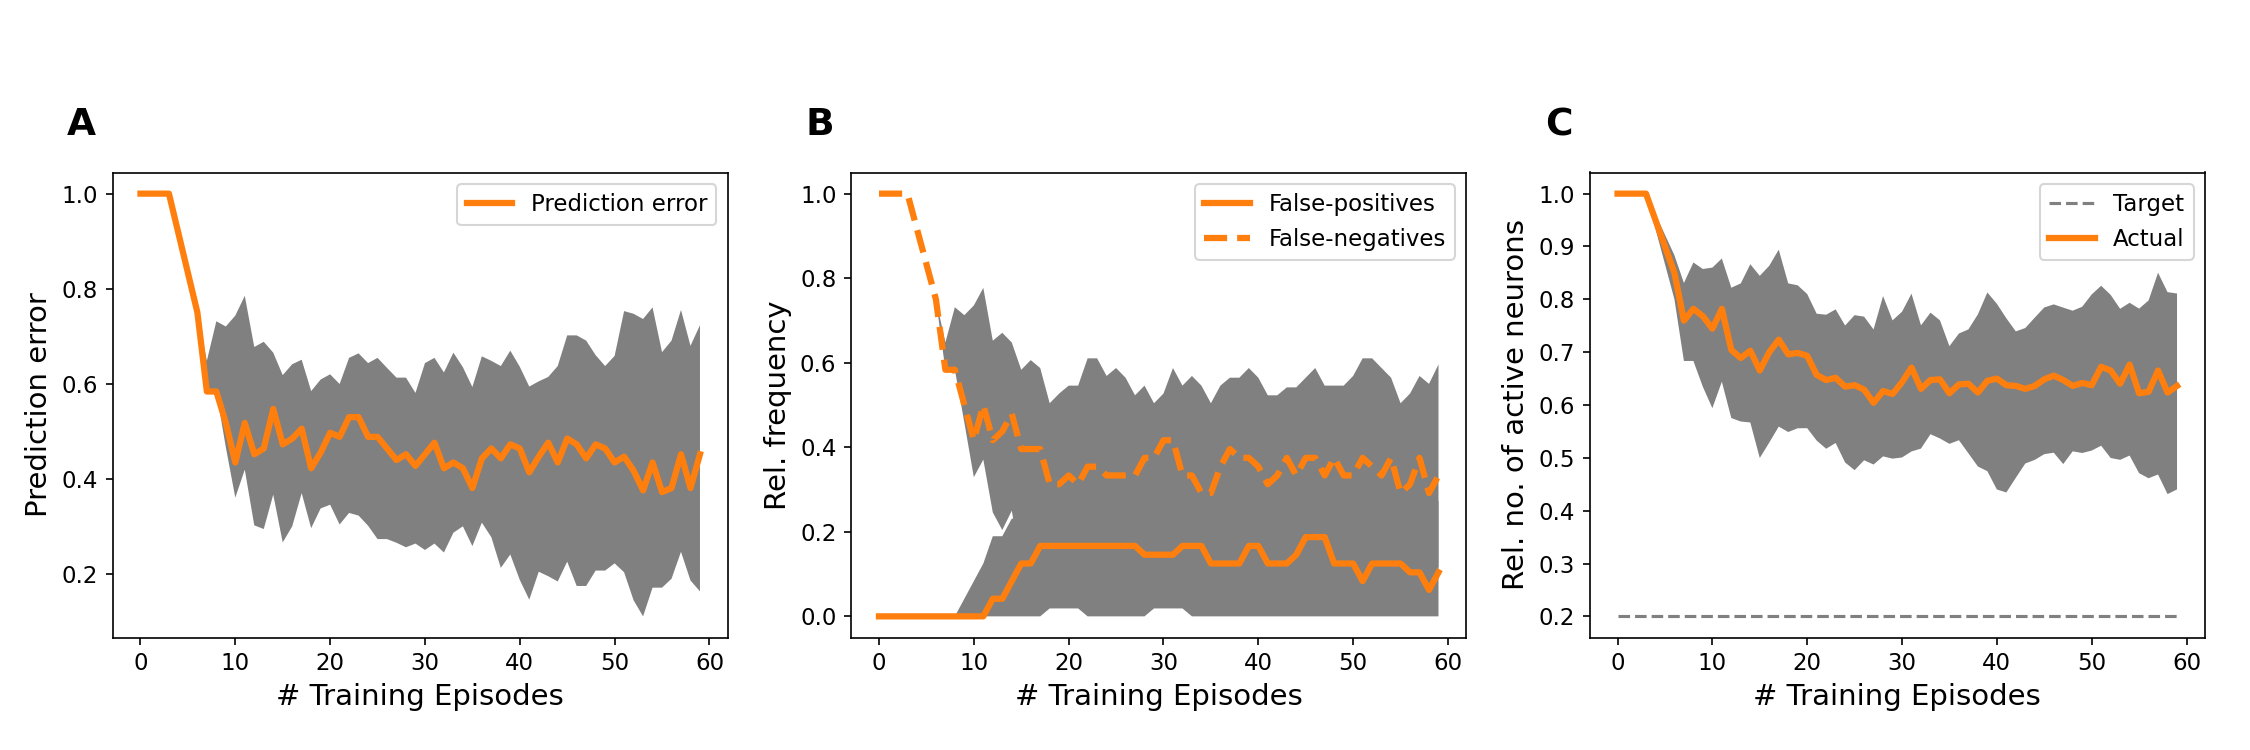 A
B
C
Prediction error
1.0
0.8
0.6
0.4
0.2
Prediction error
0
10
20
30
40
50
60
# Training Episodes
Rel. frequency
1.0
0.8
0.6
0.4
0.2
0.0
False-positives
False-negatives
0
10
20
30
40
50
60
# Training Episodes
Rel. no. of active neurons
1.0
0.9
0.8
0.7
0.6
0.5
0.4
0.3
0.2
Target
Actual
0
10
20
30
40
50
60
# Training Episodes